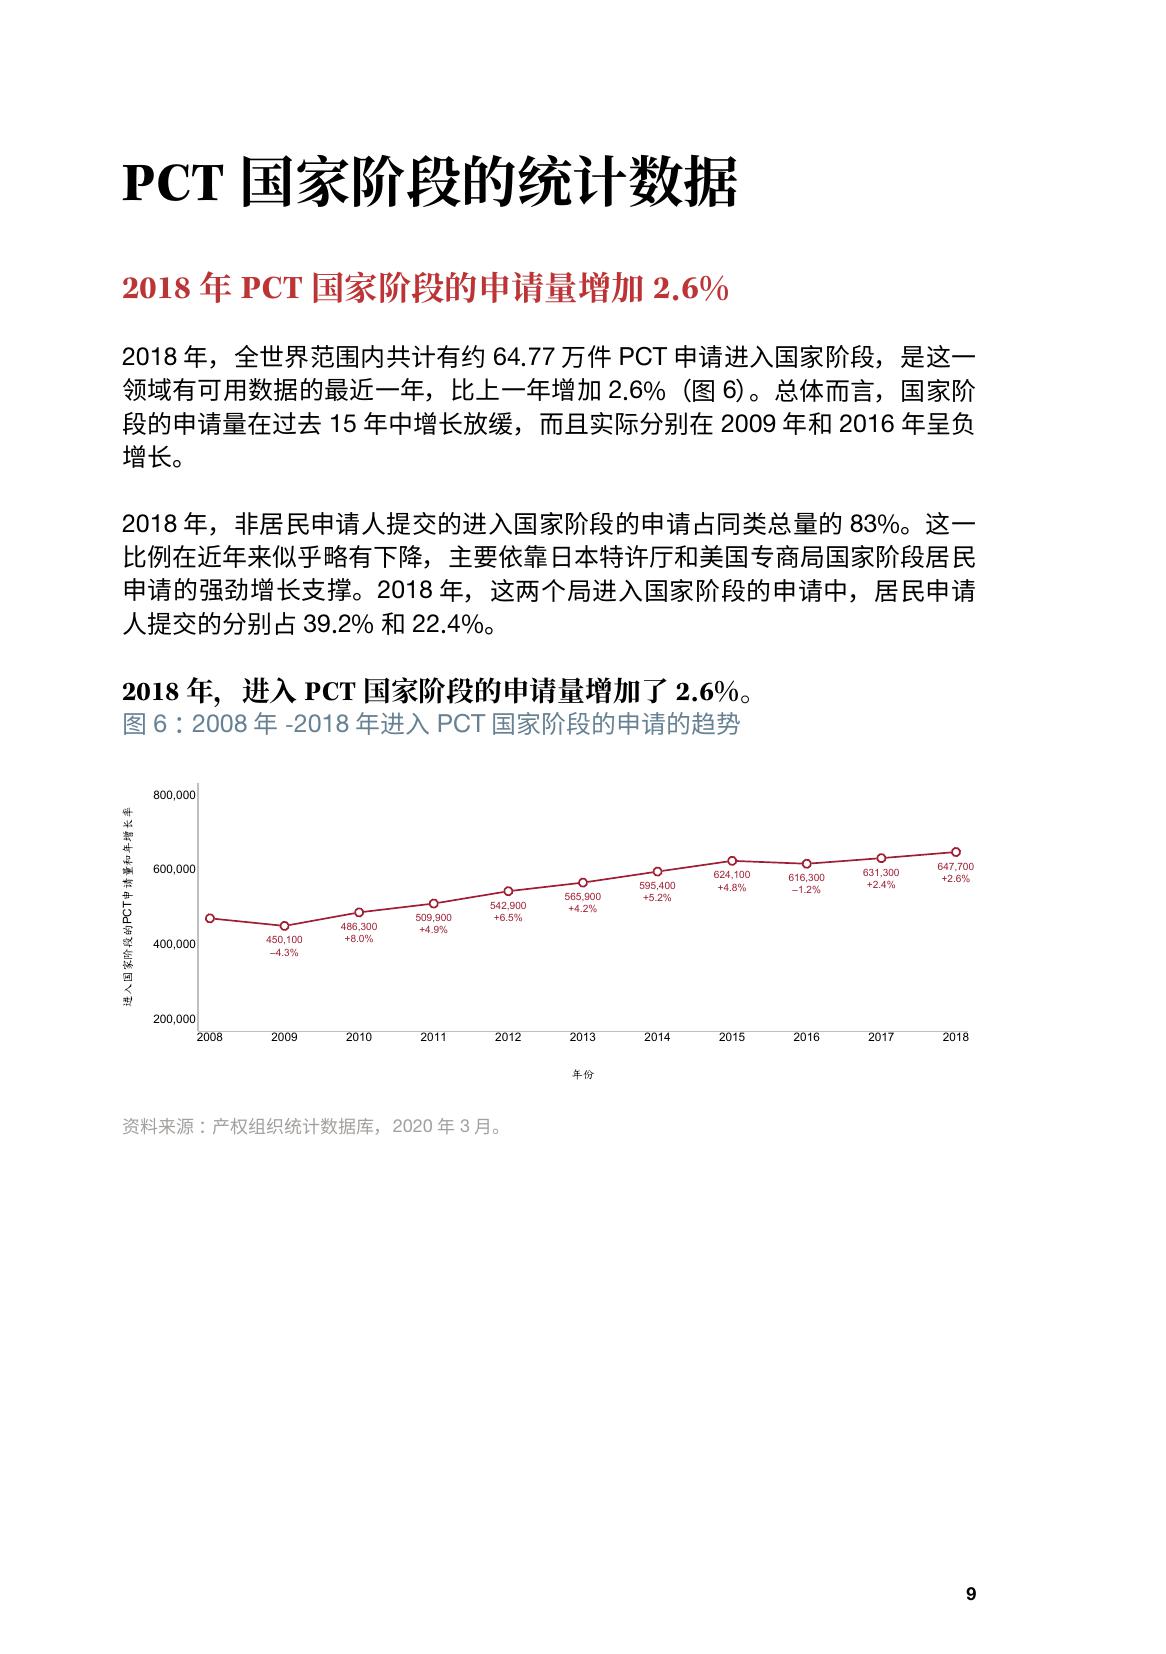 PCT 国家阶段的统计数据
2018 年 PCT 国家阶段的申请量增加 2.6%
2018 年，全世界范围内共计有约 64.77 万件 PCT 申请进入国家阶段，是这一
领域有可用数据的最近一年，比上一年增加 2.6%（图 6）。总体而言，国家阶
段的申请量在过去 15 年中增长放缓，而且实际分别在 2009 年和 2016 年呈负
增长。
2018 年，非居民申请人提交的进入国家阶段的申请占同类总量的 83%。这一
比例在近年来似乎略有下降，主要依靠日本特许厅和美国专商局国家阶段居民
申请的强劲增长支撑。2018 年，这两个局进入国家阶段的申请中，居民申请
人提交的分别占 39.2% 和 22.4%。
2018 年，进入 PCT 国家阶段的申请量增加了 2.6%。
图 6：2008 年 -2018 年进入 PCT 国家阶段的申请的趋势
进入国家阶段的PCT申请量和年增长率
800,000
600,000
400,000
200,000
450,100
–4.3%
486,300
+8.0%
509,900
+4.9%
542,900
+6.5%
565,900
+4.2%
595,400
+5.2%
624,100
+4.8%
616,300
–1.2%
631,300
+2.4%
647,700
+2.6%
2008 2009 2010 2011 2012 2013 2014 2015 2016 2017 2018
年份
资料来源：产权组织统计数据库，2020 年 3 月。
9